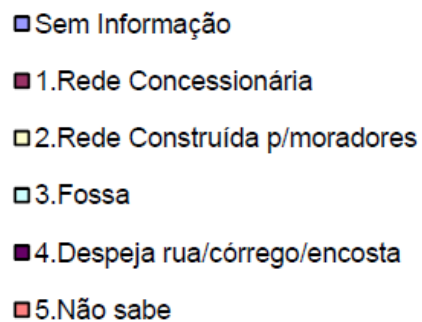 Sem Informação
1.Rede Concessionária
2.Rede Construída p/moradores
3.Fossa
4.Despeja rua/córrego/encosta
5.Não sabe